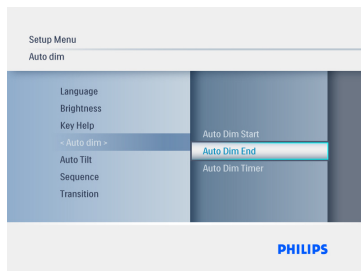 Setup Menu
Auto dim
Language
Brightness
Key Help
< Auto dim >
Auto Tilt
Sequence
Transition
Auto Dim Start
Auto Dim End
Auto Dim Timer
PHILIPS